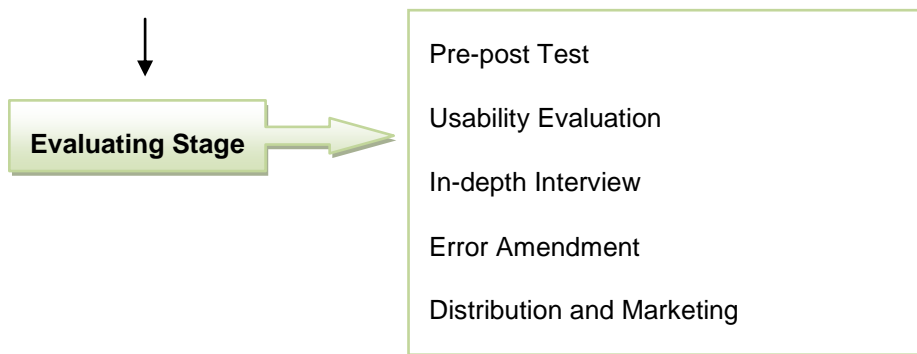 Evaluating Stage
Pre-post Test
Usability Evaluation
In-depth Interview
Error Amendment
Distribution and Marketing